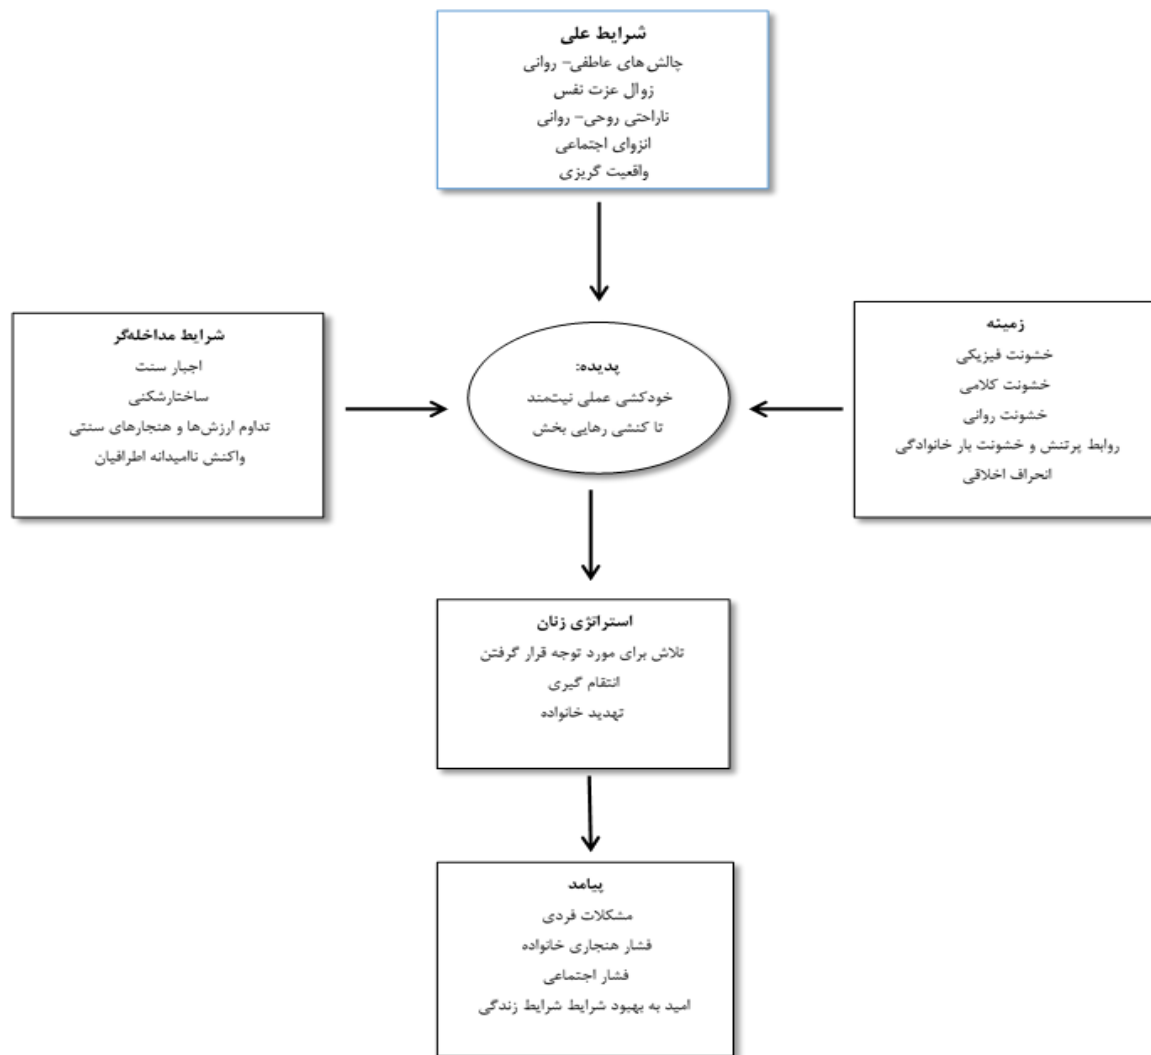 شرایط علی
چالش های عاطفی- روانی
زوال عزت نفس
ناراحتی روحی- روانی
انزوای اجتماعی
واقعیت گریزی
زمینه
خشونت فیزیکی
خشونت کلامی
خشونت روانی
روابط پرتنش و خشونت بار خانوادگی
انحراف اخلاقی
پدیده:
خودکشی عملی نیت‌مند
تا کنشی رهایی بخش
شرایط مداخله‌گر
اجبار سنت
ساختارشکنی
تداوم ارزش‌ها و هنجارهای سنتی
واکنش ناامیدانه اطرافیان
استراتژی زنان
تلاش برای مورد توجه قرار گرفتن
انتقام گیری
تهدید خانواده
پیامد
مشکلات فردی
فشار هنجاری خانواده
فشار اجتماعی
امید به بهبود شرایط شرایط زندگی